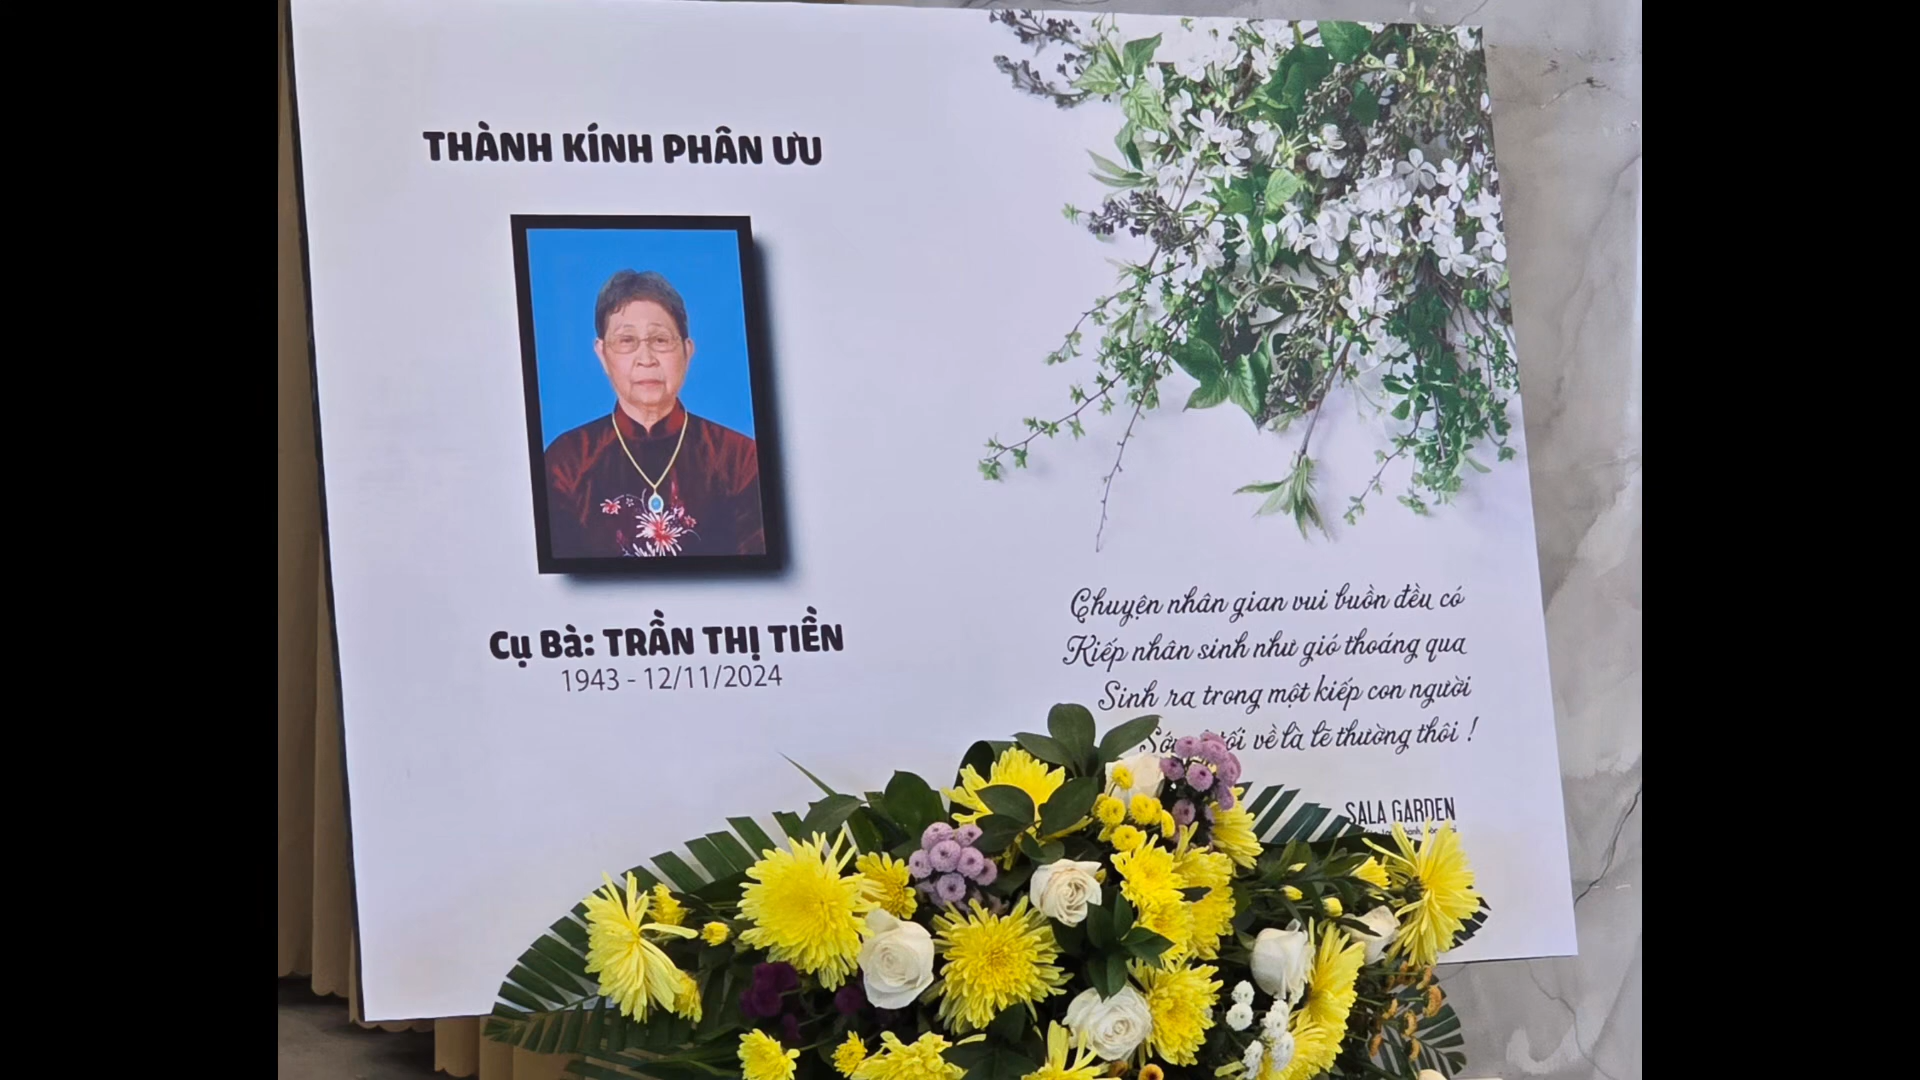 THÀNH KÍNH PHÂN ƯU
Cụ Bà: TRẦN THỊ TIỀN
1943 - 12/11/2024
Chuyện nhân gian vui buồn đều có
Kiếp nhân sinh như gió thoáng qua
Sinh ra trong một kiếp con người
về là lẽ thường thôi !
SALA GARDEN